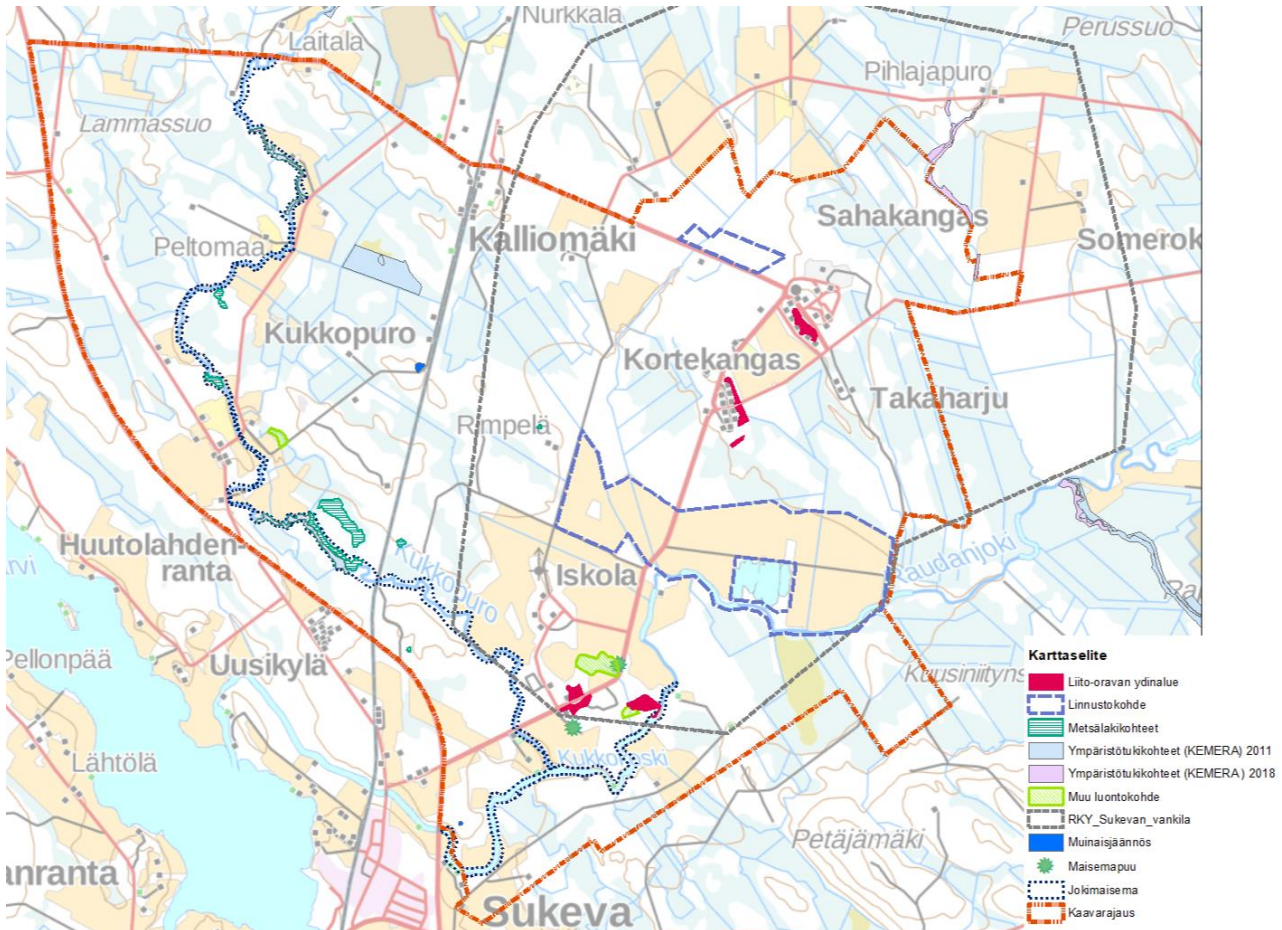 Nurkkala
Perussuo
Laitala
Pihlajapuro
Lammassuo
Sahakangas
Kalliomäki
Somerok
Peltomaa
Kukkopuro
Kortekangas
Takaharju
Rimpelä
Huutolahden-
ranta
Kukkopuro
Raudanjoki
Iskola
Pellonpää
Uusikylä
Kuusiniityns
Kukkokoski
Lähtölä
Petäjämäki
anranta
Sukeva
Karttaselite
Liito-oravan ydinalue
Linnustokohde
Metsälakikohteet
Ympäristötukikohteet (KEMERA) 2011
Ympäristötukikohteet (KEMERA ) 2018
Muu luontokohde
RKY_Sukevan_vankila
Muinaisjäännös
Maisemapuu
Jokimaisema
Kaavarajaus